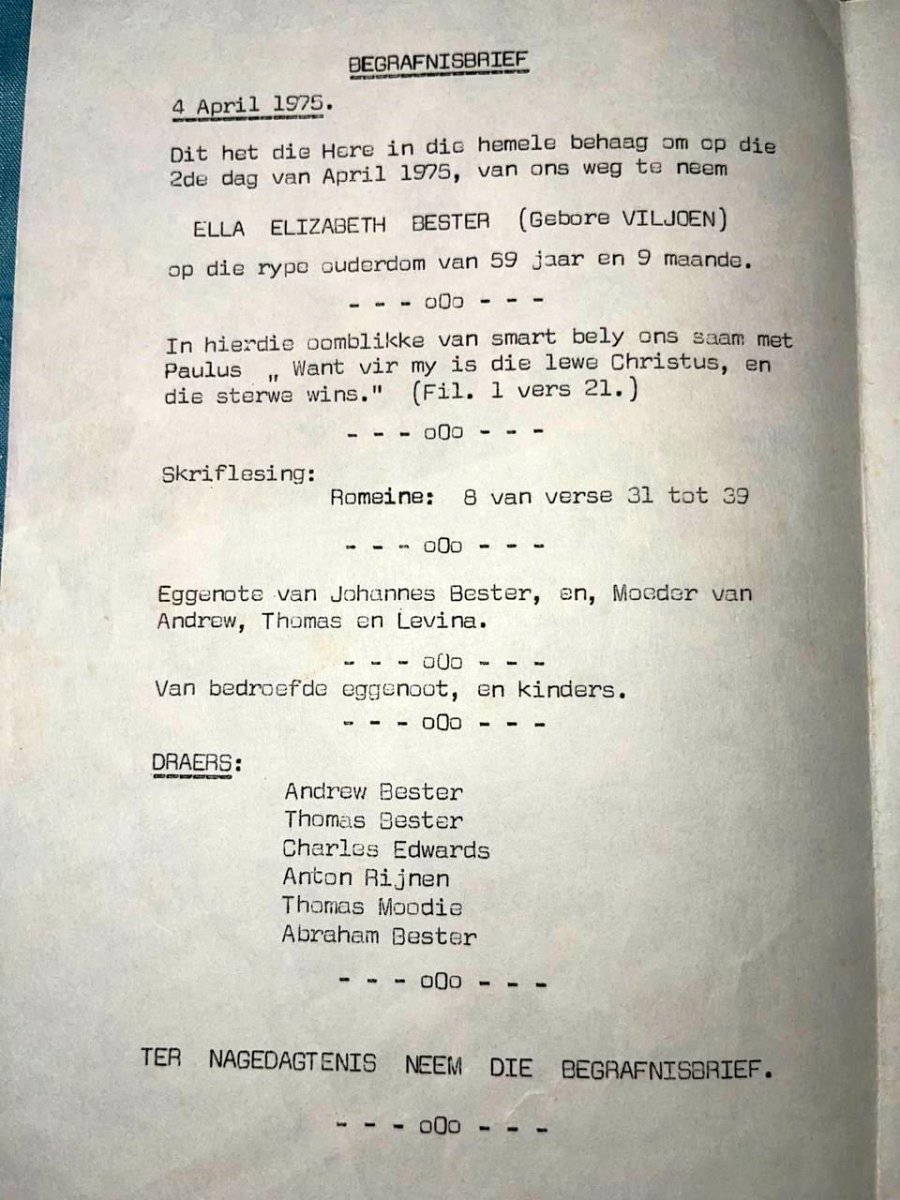 BEGRAFNISBRIEF
4 April 1975.
Dit het die Here in die hemele behaag om op die
2de dag van April 1975, van ons weg te neem
ELLA ELIZABETH BESTER (Gebore VILJOEN)
op die rype ouderdom van 59 jaar en 9 maande.
- - - oOo - - -
In hierdie oomblikke van smart bely ons saam met
Paulus „ Want vir my is die lewe Christus, en
die sterwe wins." (Fil. 1 vers 21.)
- - - oOo - - -
Skriflesing:
Romeine: 8 van verse 31 tot 39
- - - oOo - - -
Eggenote van Johannes Bester, en, Moeder van
Andrew, Thomas en Levina.
- - - oOo - - -
Van bedroefde eggenoot, en kinders.
- - - oOo - - -
DRAERS:
Andrew Bester
Thomas Bester
Charles Edwards
Anton Rijnen
Thomas Moodie
Abraham Bester
- - - oOo - - -
TER NAGEDAGTENIS NEEM DIE BEGRAFNISBRIEF.
- - - oOo - - -